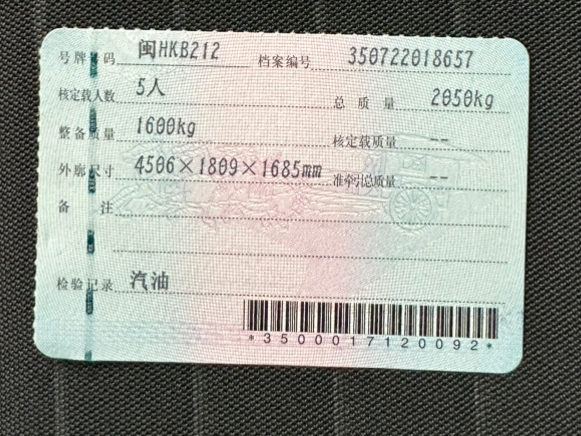 号牌号码 闽HKB212 档案编号 350722018657
核定载人数 5人 总质量 2050kg
整备质量 1600kg 核定载质量 --
外廓尺寸 4506×1809×1685mm 准牵引总质量 --
备注
检验记录 汽油
*3500017120092*